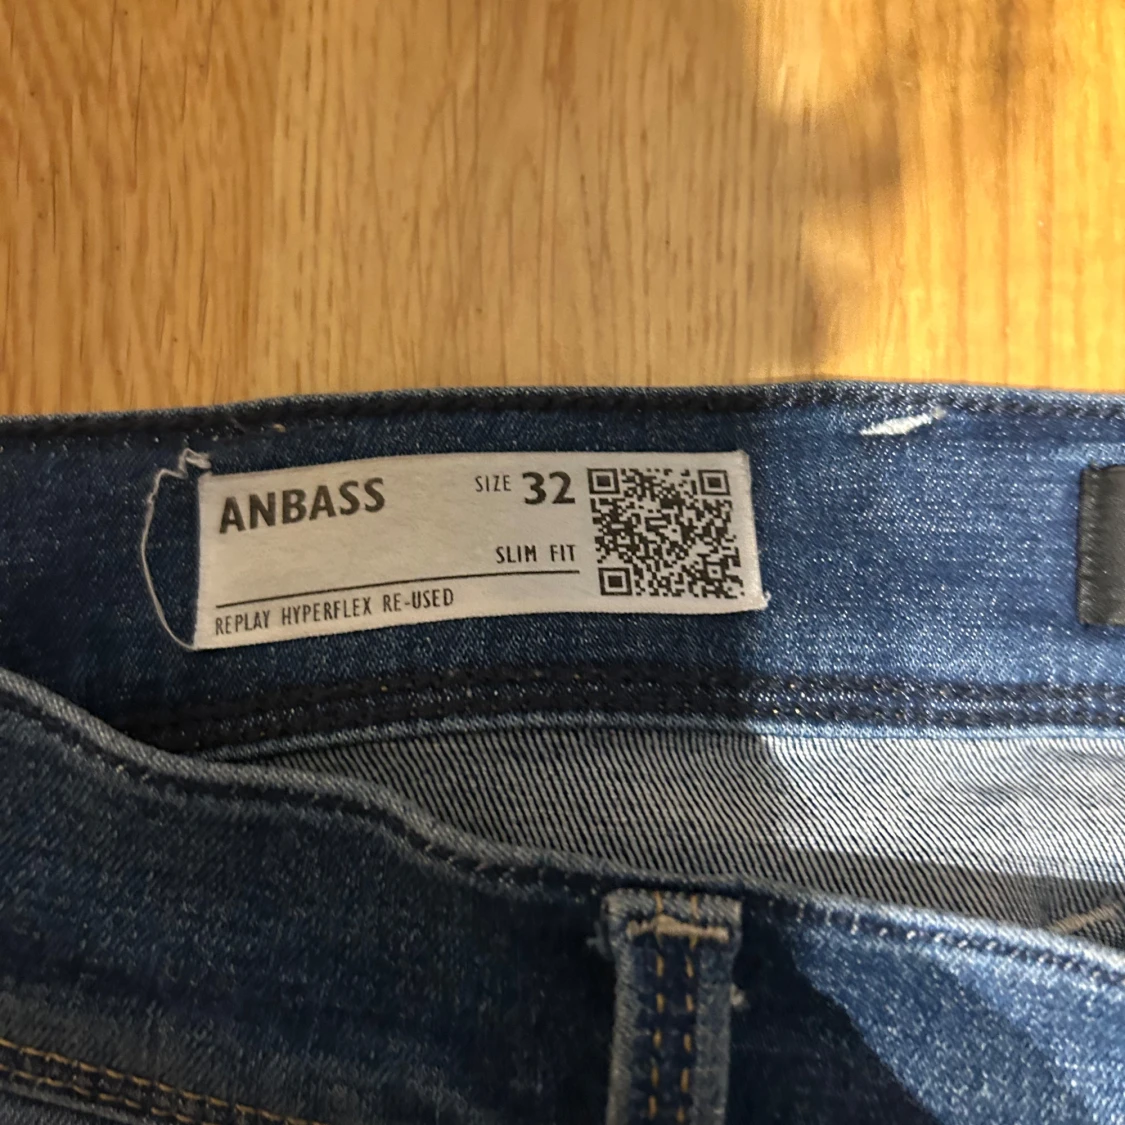 ANBASS SIZE 32
SLIM FIT
REPLAY HYPERFLEX RE-USED